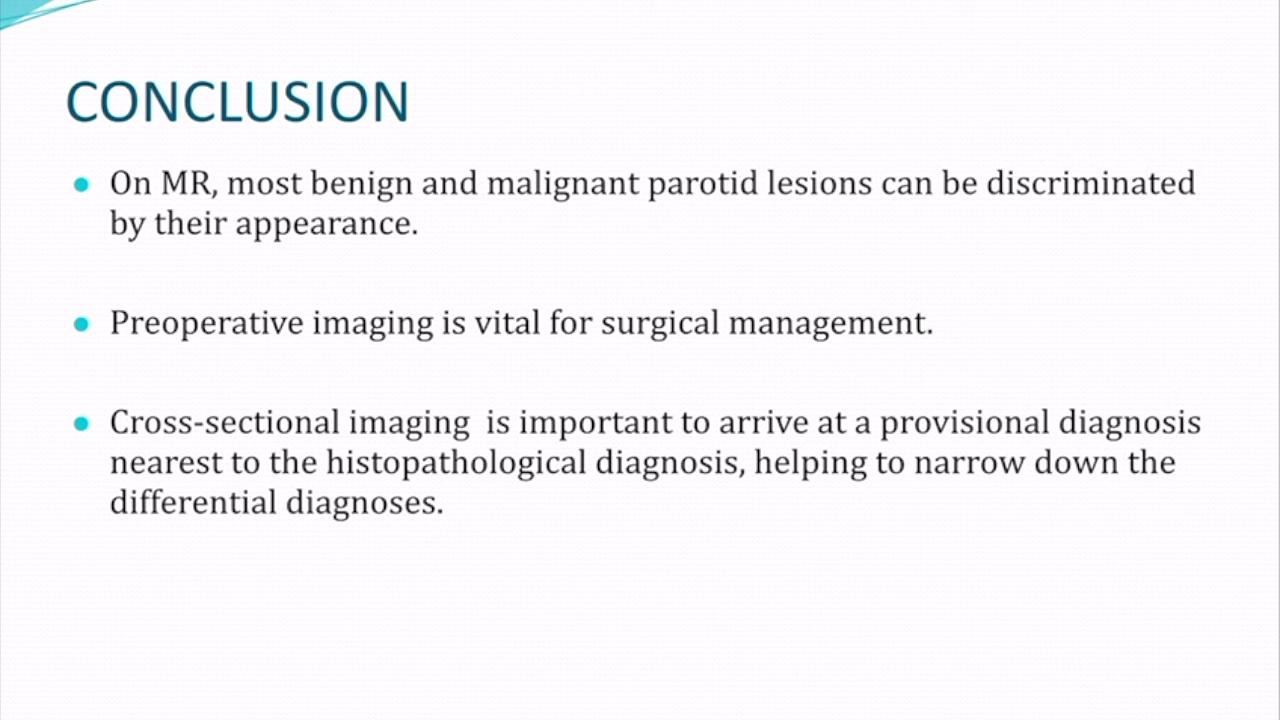 CONCLUSION
On MR, most benign and malignant parotid lesions can be discriminated
by their appearance.
Preoperative imaging is vital for surgical management.
Cross-sectional imaging  is important to arrive at a provisional diagnosis
nearest to the histopathological diagnosis, helping to narrow down the
differential diagnoses.